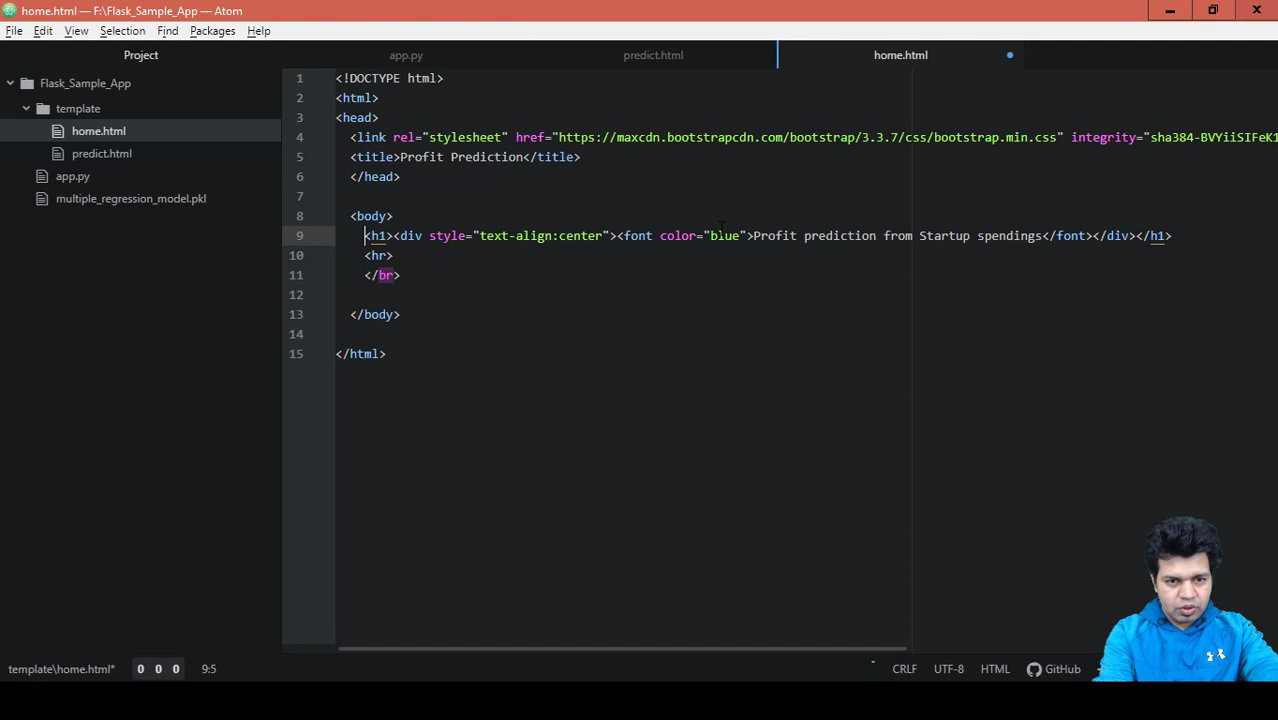 home.html — F:\Flask_Sample_App — Atom
File Edit View Selection Find Packages Help
Project
app.py
predict.html
home.html
Flask_Sample_App
template
home.html
predict.html
app.py
multiple_regression_model.pkl
1 <!DOCTYPE html>
2 <html>
3 <head>
4 <link rel="stylesheet" href="https://maxcdn.bootstrapcdn.com/bootstrap/3.3.7/css/bootstrap.min.css" integrity="sha384-BVYiiSIFeK1
5 <title>Profit Prediction</title>
6 </head>
7
8 <body>
9 <h1><div style="text-align:center"><font color="blue">Profit prediction from Startup spendings</font></div></h1>
10 <hr>
11 </br>
12
13 </body>
14
15 </html>
template\home.html* 0 0 0 9:5
CRLF UTF-8 HTML GitHub